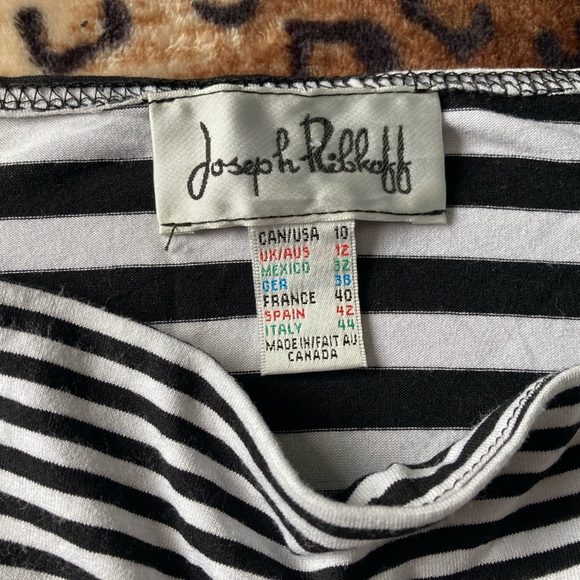 Joseph Ribkoff
CAN/USA 10
UK/AUS 12
MEXICO 32
GER 38
FRANCE 40
SPAIN 42
ITALY 44
MADE IN/FAIT AU
CANADA